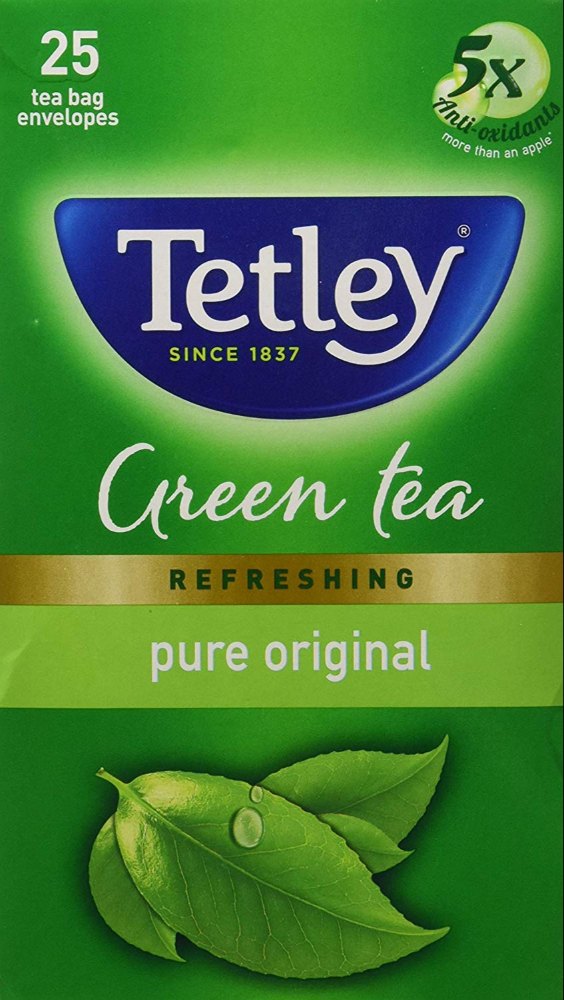 25
tea bag
envelopes
5x
Anti-oxidants
more than an apple*
Tetley®
SINCE 1837
Green tea
REFRESHING
pure original